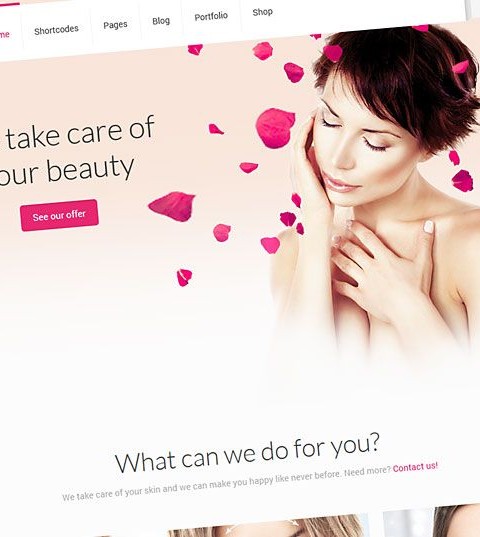 me Shortcodes Pages Blog Portfolio Shop
take care of
our beauty
See our offer
What can we do for you?
We take care of your skin and we can make you happy like never before. Need more? Contact us!